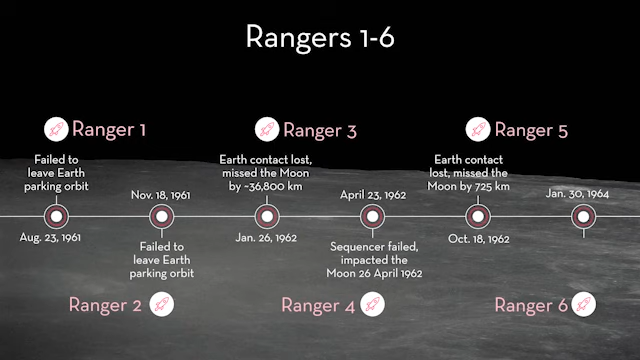 Rangers 1-6
Ranger 1
Failed to
leave Earth
parking orbit
Aug. 23, 1961
Nov. 18, 1961
Failed to
leave Earth
parking orbit
Ranger 2
Ranger 3
Earth contact lost,
missed the Moon
by ~36,800 km
Jan. 26, 1962
April 23, 1962
Sequencer failed,
impacted the
Moon 26 April 1962
Ranger 4
Ranger 5
Earth contact
lost, missed the
Moon by 725 km
Oct. 18, 1962
Jan. 30, 1964
Ranger 6